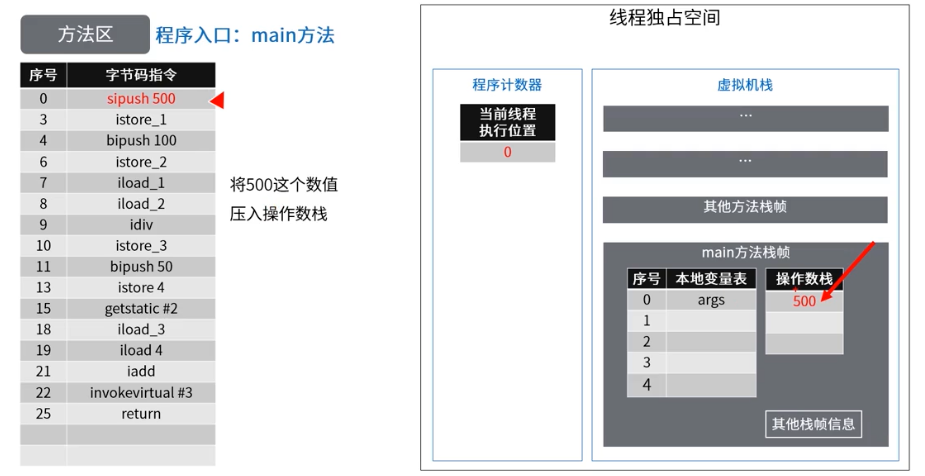 方法区 程序入口：main方法
序号 字节码指令
0 sipush 500
3 istore_1
4 bipush 100
6 istore_2
7 iload_1
8 iload_2
9 idiv
10 istore_3
11 bipush 50
13 istore 4
15 getstatic #2
18 iload_3
19 iload 4
21 iadd
22 invokevirtual #3
25 return
将500这个数值
压入操作数栈
线程独占空间
程序计数器
当前线程
执行位置
0
虚拟机栈
...
...
其他方法栈帧
main方法栈帧
序号 本地变量表
0 args
1
2
3
4
操作数栈
500
其他栈帧信息